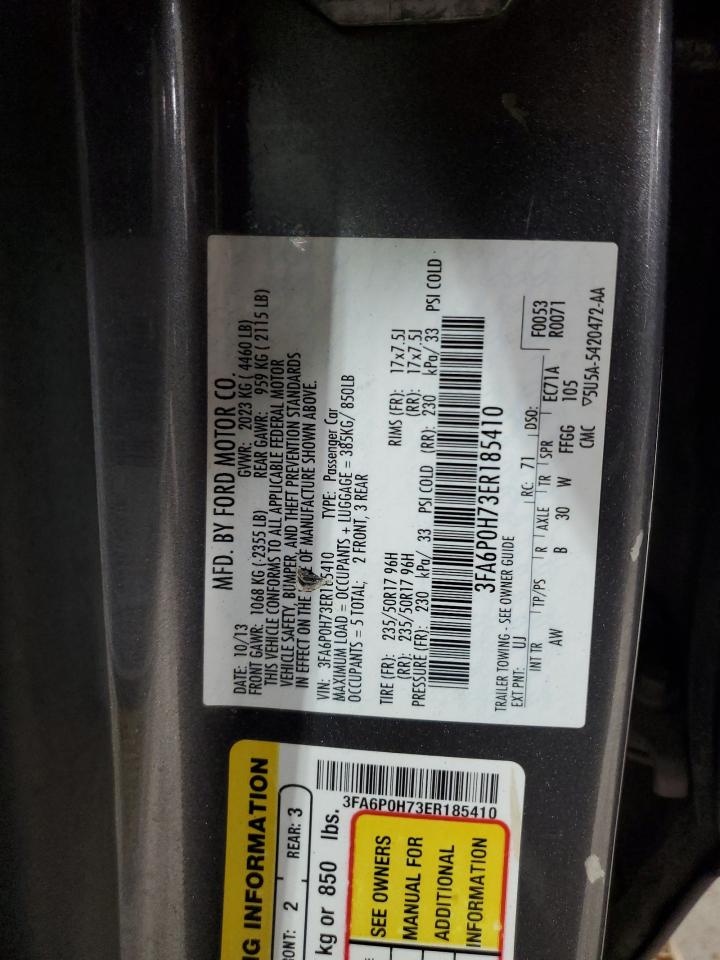 MFD. BY FORD MOTOR CO.
DATE: 10/13 GVWR: 2023 KG ( 4460 LB)
FRONT GAWR: 1068 KG ( 2355 LB) REAR GAWR: 959 KG ( 2115 LB)
THIS VEHICLE CONFORMS TO ALL APPLICABLE FEDERAL MOTOR
VEHICLE SAFETY, BUMPER, AND THEFT PREVENTION STANDARDS
IN EFFECT ON THE OF MANUFACTURE SHOWN ABOVE.
VIN: 3FA6P0H73ER185410 TYPE: Passenger Car
MAXIMUM LOAD = OCCUPANTS + LUGGAGE = 385KG/ 850LB
OCCUPANTS = 5 TOTAL; 2 FRONT, 3 REAR
TIRE (FR): 235/50R17 96H RIMS (FR): 17x7.5J
(RR): 235/50R17 96H (RR): 17x7.5J
PRESSURE (FR): 230 kPa/ 33 PSI COLD (RR): 230 kPa/ 33 PSI COLD
3FA6P0H73ER185410
TRAILER TOWING - SEE OWNER GUIDE
EXT PNT: UJ RC: 71 DSO: F0053
R0071
INT TR TP/PS R AXLE TR SPR EC71A
AW B 30 W FFGG 105
CMC ▽5U5A-5420472-AA
NG INFORMATION
ONT: 2 REAR: 3
kg or 850 lbs.
3FA6P0H73ER185410
SEE OWNERS
MANUAL FOR
ADDITIONAL
INFORMATION